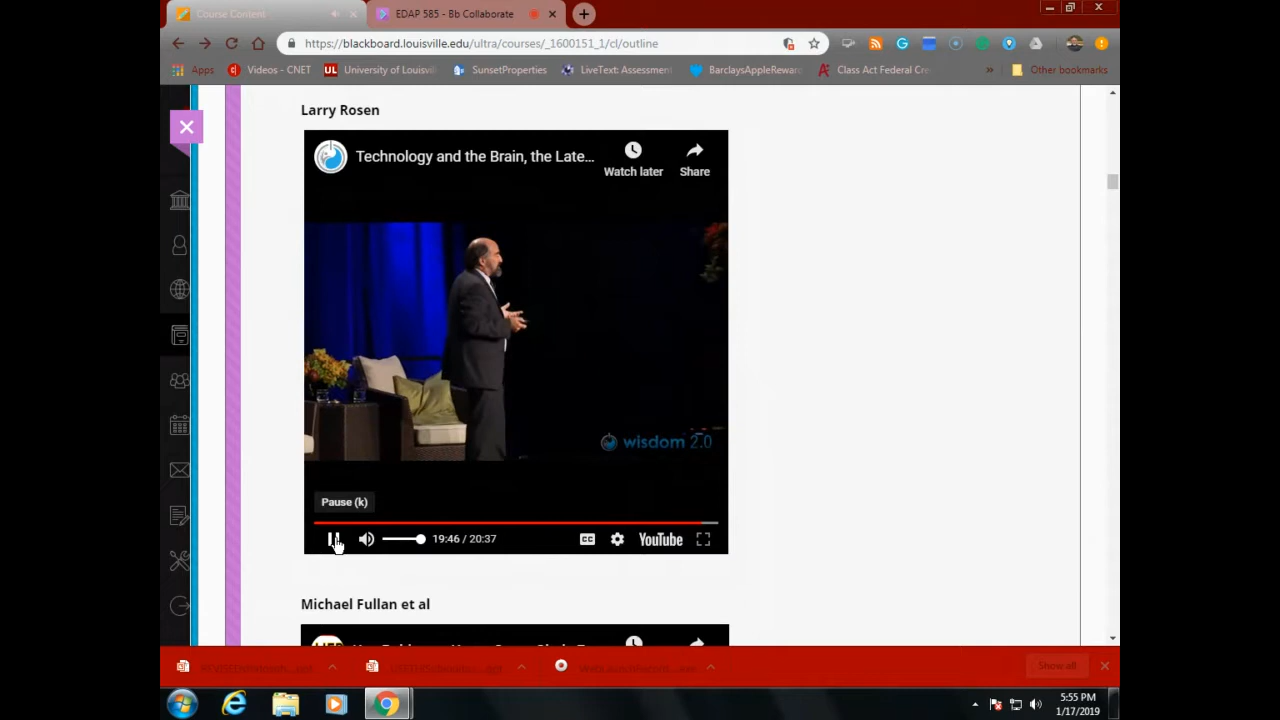 Course Content
EDAP 585 - Bb Collaborate
https://blackboard.louisville.edu/ultra/courses/_1600151_1/cl/outline
Apps
Videos - CNET
University of Louisvil
SunsetProperties
LiveText: Assessment
BarclaysAppleRewar
Class Act Federal Cre
»
Other bookmarks
Larry Rosen
Technology and the Brain, the Late...
Watch later
Share
wisdom 2.0
Pause (k)
19:46 / 20:37
CC
YouTube
Michael Fullan et al
Show all
5:55 PM
1/17/2019